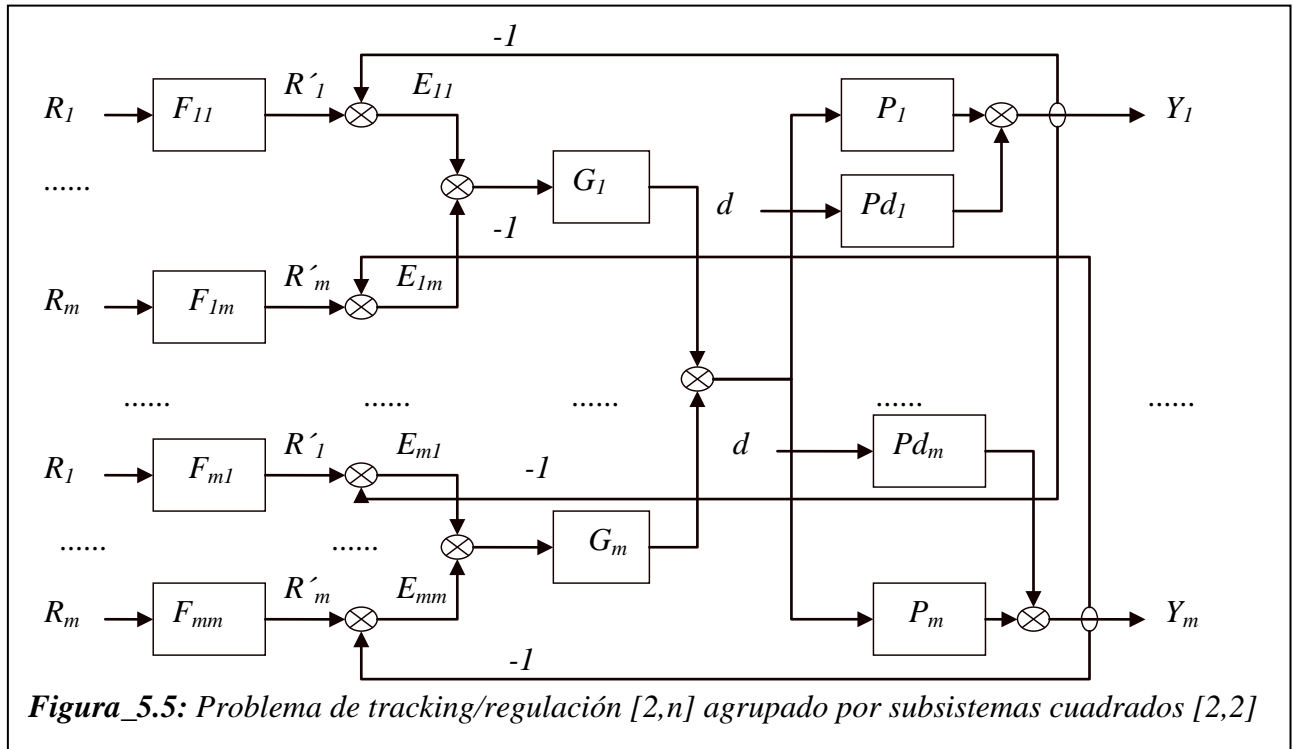 -1
R´1 E11
R1 F11 P1 Y1
......
G1
d Pd1
-1
R´m E1m
Rm F1m
...... ...... ...... ...... ......
R´1 Em1
R1 Fm1 -1 d Pdm
...... ...... Gm
R´m Emm
Rm Fmm Pm Ym
-1
Figura_5.5: Problema de tracking/regulación [2,n] agrupado por subsistemas cuadrados [2,2]